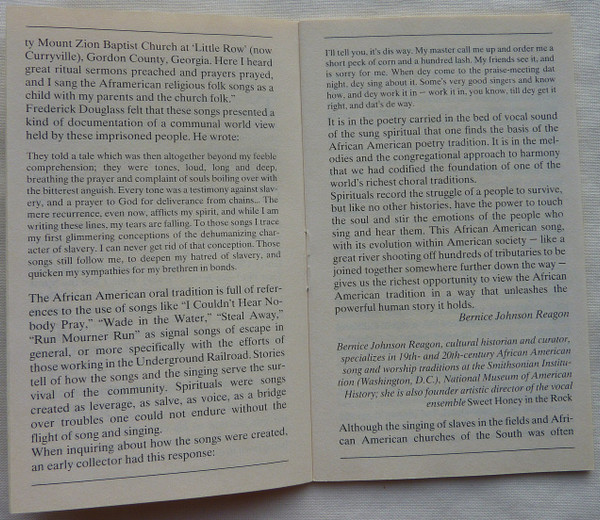 ty Mount Zion Baptist Church at ‘Little Row’ (now
Curryville), Gordon County, Georgia. Here I heard
great ritual sermons preached and prayers prayed,
and I sang the Aframerican religious folk songs as a
child with my parents and the church folk.”
Frederick Douglass felt that these songs presented a
kind of documentation of a communal world view
held by these imprisoned people. He wrote:
They told a tale which was then altogether beyond my feeble
comprehension; they were tones, loud, long and deep,
breathing the prayer and complaint of souls boiling over with
the bitterest anguish. Every tone was a testimony against slav-
ery, and a prayer to God for deliverance from chains... The
mere recurrence, even now, afflicts my spirit, and while I am
writing these lines, my tears are falling. To those songs I trace
my first glimmering conceptions of the dehumanizing char-
acter of slavery. I can never get rid of that conception. Those
songs still follow me, to deepen my hatred of slavery, and
quicken my sympathies for my brethren in bonds.
The African American oral tradition is full of refer-
ences to the use of songs like “I Couldn't Hear No-
body Pray,” “Wade in the Water,” “Steal Away,”
“Run Mourner Run” as signal songs of escape in
general, or more specifically with the efforts of
those working in the Underground Railroad. Stories
tell of how the songs and the singing serve the sur-
vival of the community. Spirituals were songs
created as leverage, as salve, as voice, as a bridge
over troubles one could not endure without the
flight of song and singing.
When inquiring about how the songs were created,
an early collector had this response:
I'll tell you, it's dis way. My master call me up and order me a
short peck of corn and a hundred lash. My friends see it, and
is sorry for me. When dey come to the praise-meeting dat
night, dey sing about it. Some's very good singers and know
how, and dey work it in – work it in, you know, till dey get it
right, and dat's de way.
It is in the poetry carried in the bed of vocal sound
of the sung spiritual that one finds the basis of the
African American poetry tradition. It is in the mel-
odies and the congregational approach to harmony
that we had codified the foundation of one of the
world's richest choral traditions.
Spirituals record the struggle of a people to survive,
but like no other histories, have the power to touch
the soul and stir the emotions of the people who
sing and hear them. This African American song,
with its evolution within American society – like a
great river shooting off hundreds of tributaries to be
joined together somewhere further down the way –
gives us the richest opportunity to view the African
American tradition in a way that unleashes the
powerful human story it holds.
Bernice Johnson Reagon
Bernice Johnson Reagon, cultural historian and curator,
specializes in 19th- and 20th-century African American
song and worship traditions at the Smithsonian Institu-
tion (Washington, D.C.), National Museum of American
History; she is also founder artistic director of the vocal
ensemble Sweet Honey in the Rock
Although the singing of slaves in the fields and Afri-
can American churches of the South was often